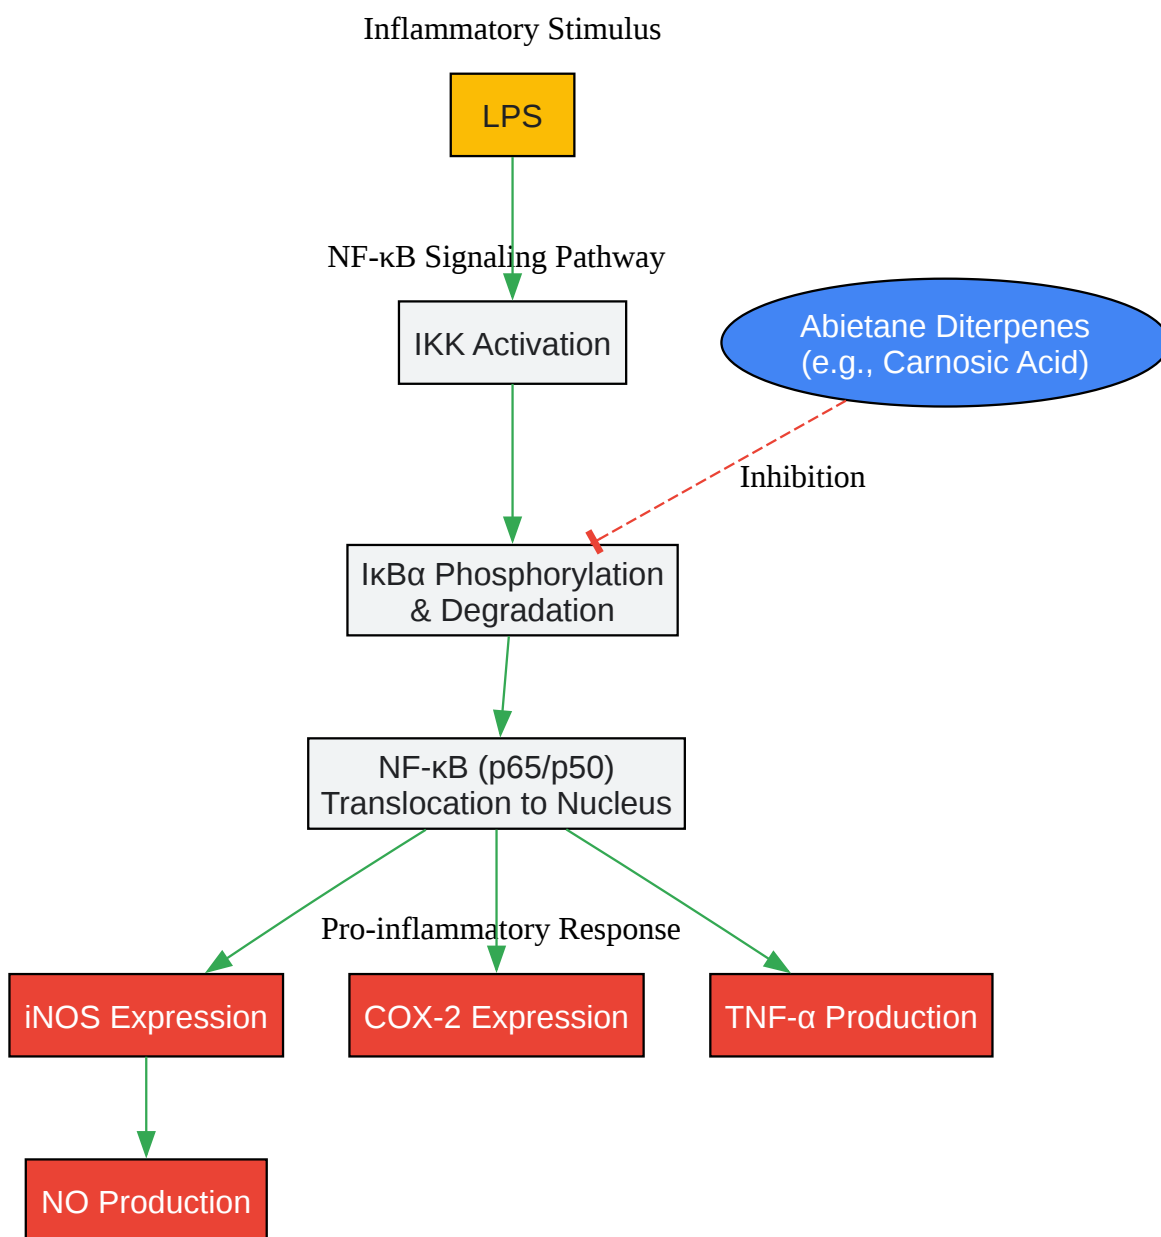 Inflammatory Stimulus
LPS
NF-κB Signaling Pathway
IKK Activation
Abietane Diterpenes
(e.g., Carnosic Acid)
Inhibition
IκBα Phosphorylation
& Degradation
NF-κB (p65/p50)
Translocation to Nucleus
Pro-inflammatory Response
iNOS Expression
COX-2 Expression
TNF-α Production
NO Production